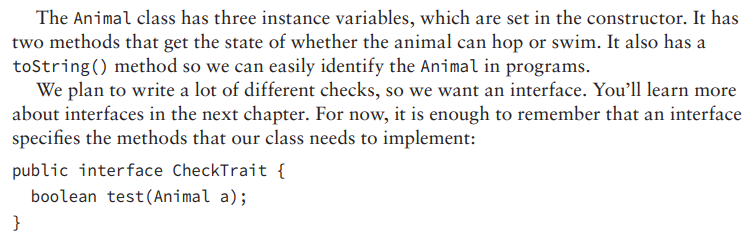 The Animal class has three instance variables, which are set in the constructor. It has
two methods that get the state of whether the animal can hop or swim. It also has a
toString() method so we can easily identify the Animal in programs.
We plan to write a lot of different checks, so we want an interface. You’ll learn more
about interfaces in the next chapter. For now, it is enough to remember that an interface
specifies the methods that our class needs to implement:
public interface CheckTrait {
  boolean test(Animal a);
}